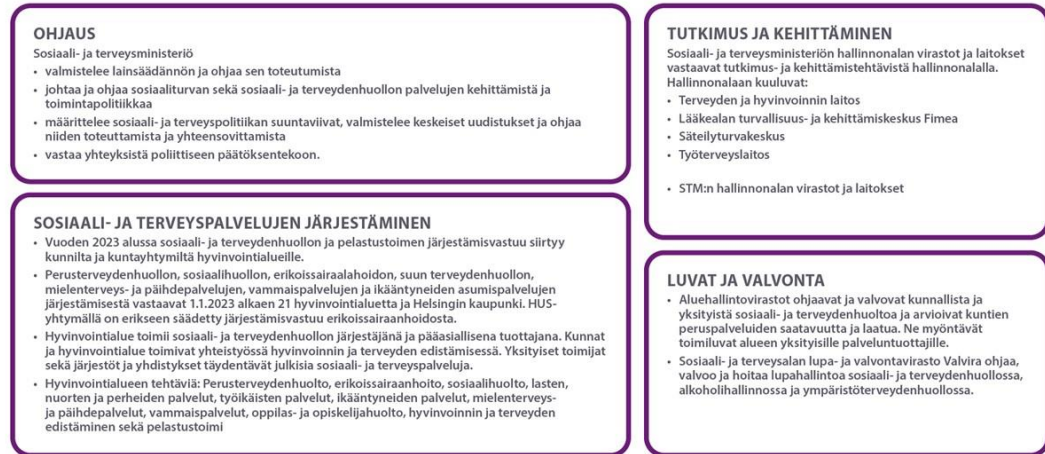 OHJAUS
Sosiaali- ja terveysministeriö
• valmistelee lainsäädännön ja ohjaa sen toteutumista
• johtaa ja ohjaa sosiaaliturvan sekä sosiaali- ja terveydenhuollon palvelujen kehittämistä ja
toimintapolitiikkaa
• määrittelee sosiaali- ja terveyspolitiikan suuntaviivat, valmistelee keskeiset uudistukset ja ohjaa
niiden toteuttamista ja yhteensovittamista
• vastaa yhteyksistä poliittiseen päätöksentekoon.
SOSIAALI- JA TERVEYSPALVELUJEN JÄRJESTÄMINEN
• Vuoden 2023 alussa sosiaali- ja terveydenhuollon ja pelastustoimen järjestämisvastuu siirtyy
kunnilta ja kuntayhtymiltä hyvinvointialueille.
• Perusterveydenhuollon, sosiaalihuollon, erikoissairaalahoidon, suun terveydenhuollon,
mielenterveys- ja päihdepalvelujen, vammaispalvelujen ja ikääntyneiden asumispalvelujen
järjestämisestä vastaavat 1.1.2023 alkaen 21 hyvinvointialuetta ja Helsingin kaupunki. HUS-
yhtymällä on erikseen säädetty järjestämisvastuu erikoissairaanhoidosta.
• Hyvinvointialue toimii sosiaali- ja terveydenhuollon järjestäjänä ja pääasiallisena tuottajana. Kunnat
ja hyvinvointialue toimivat yhteistyössä hyvinvoinnin ja terveyden edistämisessä. Yksityiset toimijat
sekä järjestöt ja yhdistykset täydentävät julkisia sosiaali- ja terveyspalveluja.
• Hyvinvointialueen tehtäviä: Perusterveydenhuolto, erikoissairaanhoito, sosiaalihuolto, lasten,
nuorten ja perheiden palvelut, työikäisten palvelut, ikääntyneiden palvelut, mielenterveys-
ja päihdepalvelut, vammaispalvelut, oppilas- ja opiskelijahuolto, hyvinvoinnin ja terveyden
edistäminen sekä pelastustoimi
TUTKIMUS JA KEHITTÄMINEN
Sosiaali- ja terveysministeriön hallinnonalan virastot ja laitokset
vastaavat tutkimus- ja kehittämistehtävistä hallinnonalalla.
Hallinnonalaan kuuluvat:
• Terveyden ja hyvinvoinnin laitos
• Lääkealan turvallisuus- ja kehittämiskeskus Fimea
• Säteilyturvakeskus
• Työterveyslaitos
• STM:n hallinnonalan virastot ja laitokset
LUVAT JA VALVONTA
• Aluehallintovirastot ohjaavat ja valvovat kunnallista ja
yksityistä sosiaali- ja terveydenhuoltoa ja arvioivat kuntien
peruspalveluiden saatavuutta ja laatua. Ne myöntävät
toimiluvat alueen yksityisille palveluntuottajille.
• Sosiaali- ja terveysalan lupa- ja valvontavirasto Valvira ohjaa,
valvoo ja hoitaa lupahallintoa sosiaali- ja terveydenhuollossa,
alkoholihallinnossa ja ympäristöterveydenhuollossa.